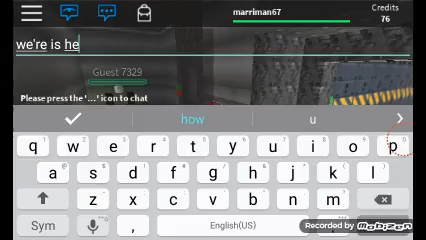 marriman67
Credits
76
we're is he
Guest 7329
Please press the '...' icon to chat
how
u
q w e r t y u i o p
a s d f g h j k l
z x c v b n m
Sym
,
English(US)
Recorded by Mobizen